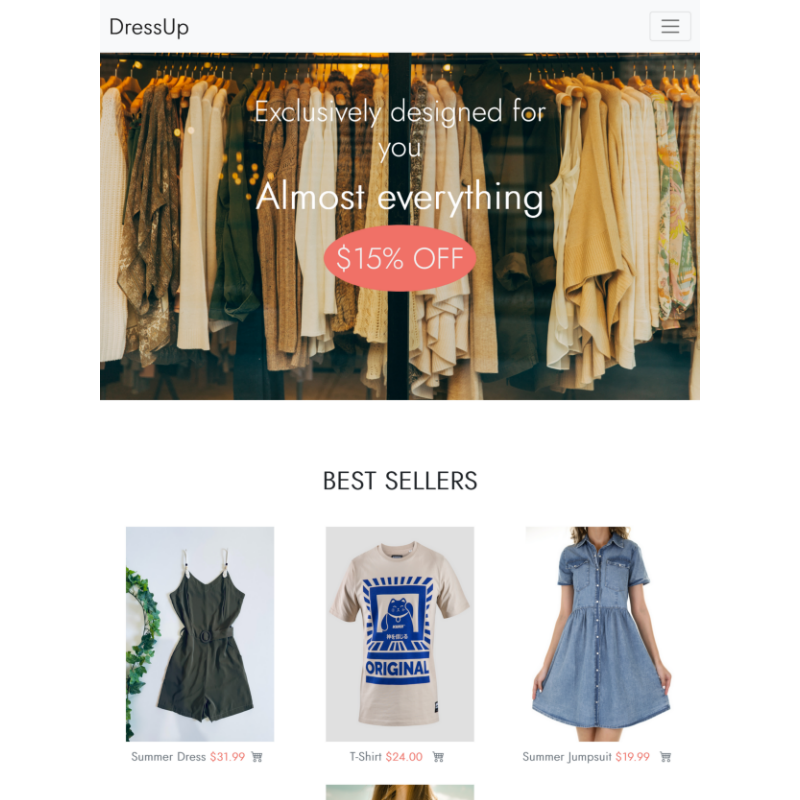 DressUp
Exclusively designed for
you
Almost everything
$15% OFF
BEST SELLERS
ORIGINAL
Summer Dress $31.99
T-Shirt $24.00
Summer Jumpsuit $19.99